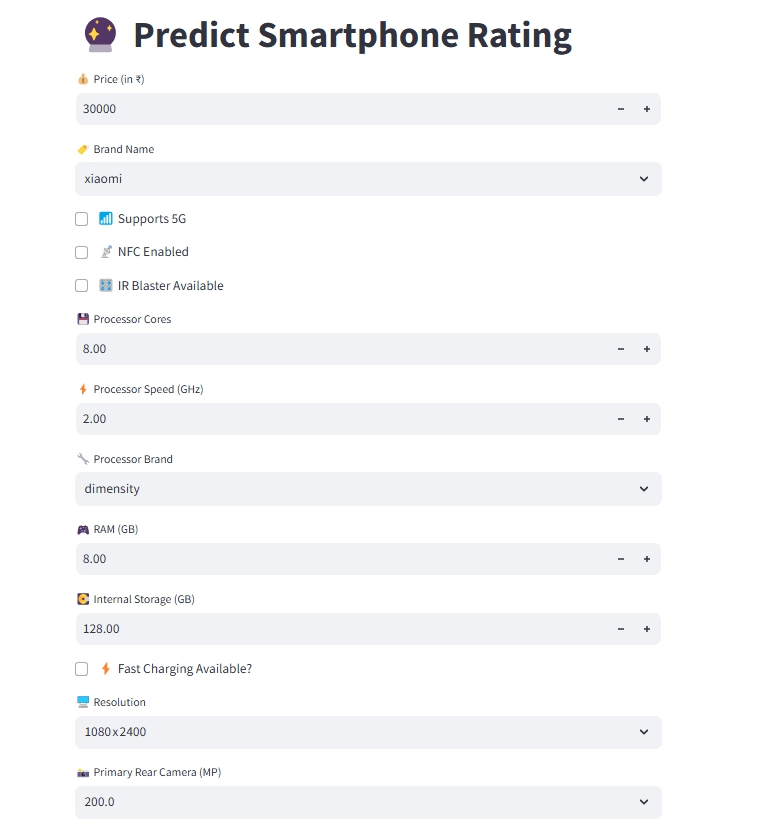 Predict Smartphone Rating
Price (in ₹)
30000
Brand Name
xiaomi
Supports 5G
NFC Enabled
IR Blaster Available
Processor Cores
8.00
Processor Speed (GHz)
2.00
Processor Brand
dimensity
RAM (GB)
8.00
Internal Storage (GB)
128.00
Fast Charging Available?
Resolution
1080x2400
Primary Rear Camera (MP)
200.0